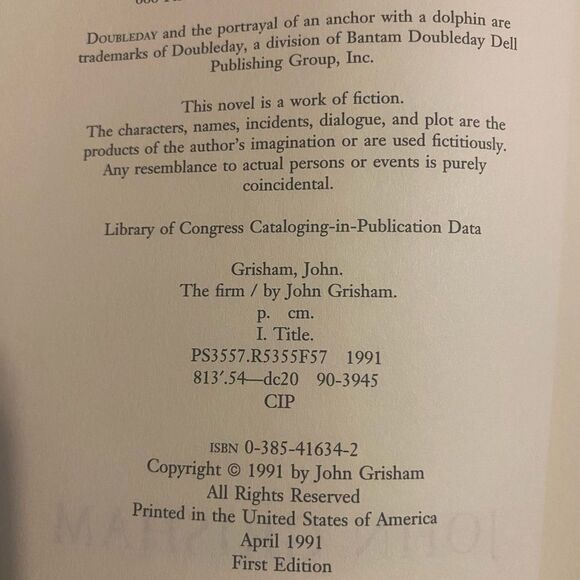 DOUBLEDAY and the portrayal of an anchor with a dolphin are
trademarks of Doubleday, a division of Bantam Doubleday Dell
Publishing Group, Inc.
This novel is a work of fiction.
The characters, names, incidents, dialogue, and plot are the
products of the author's imagination or are used fictitiously.
Any resemblance to actual persons or events is purely
coincidental.
Library of Congress Cataloging-in-Publication Data
Grisham, John.
The firm / by John Grisham.
p. cm.
I. Title.
PS3557.R5355F57 1991
813'.54—dc20 90-3945
CIP
ISBN 0-385-41634-2
Copyright © 1991 by John Grisham
All Rights Reserved
Printed in the United States of America
April 1991
First Edition